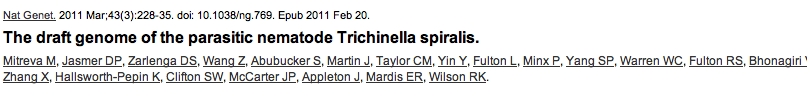 Nat Genet. 2011 Mar;43(3):228-35. doi: 10.1038/ng.769. Epub 2011 Feb 20.
The draft genome of the parasitic nematode Trichinella spiralis.
Mitreva M, Jasmer DP, Zarlenga DS, Wang Z, Abubucker S, Martin J, Taylor CM, Yin Y, Fulton L, Minx P, Yang SP, Warren WC, Fulton RS, Bhonagiri
Zhang X, Hallsworth-Pepin K, Clifton SW, McCarter JP, Appleton J, Mardis ER, Wilson RK.